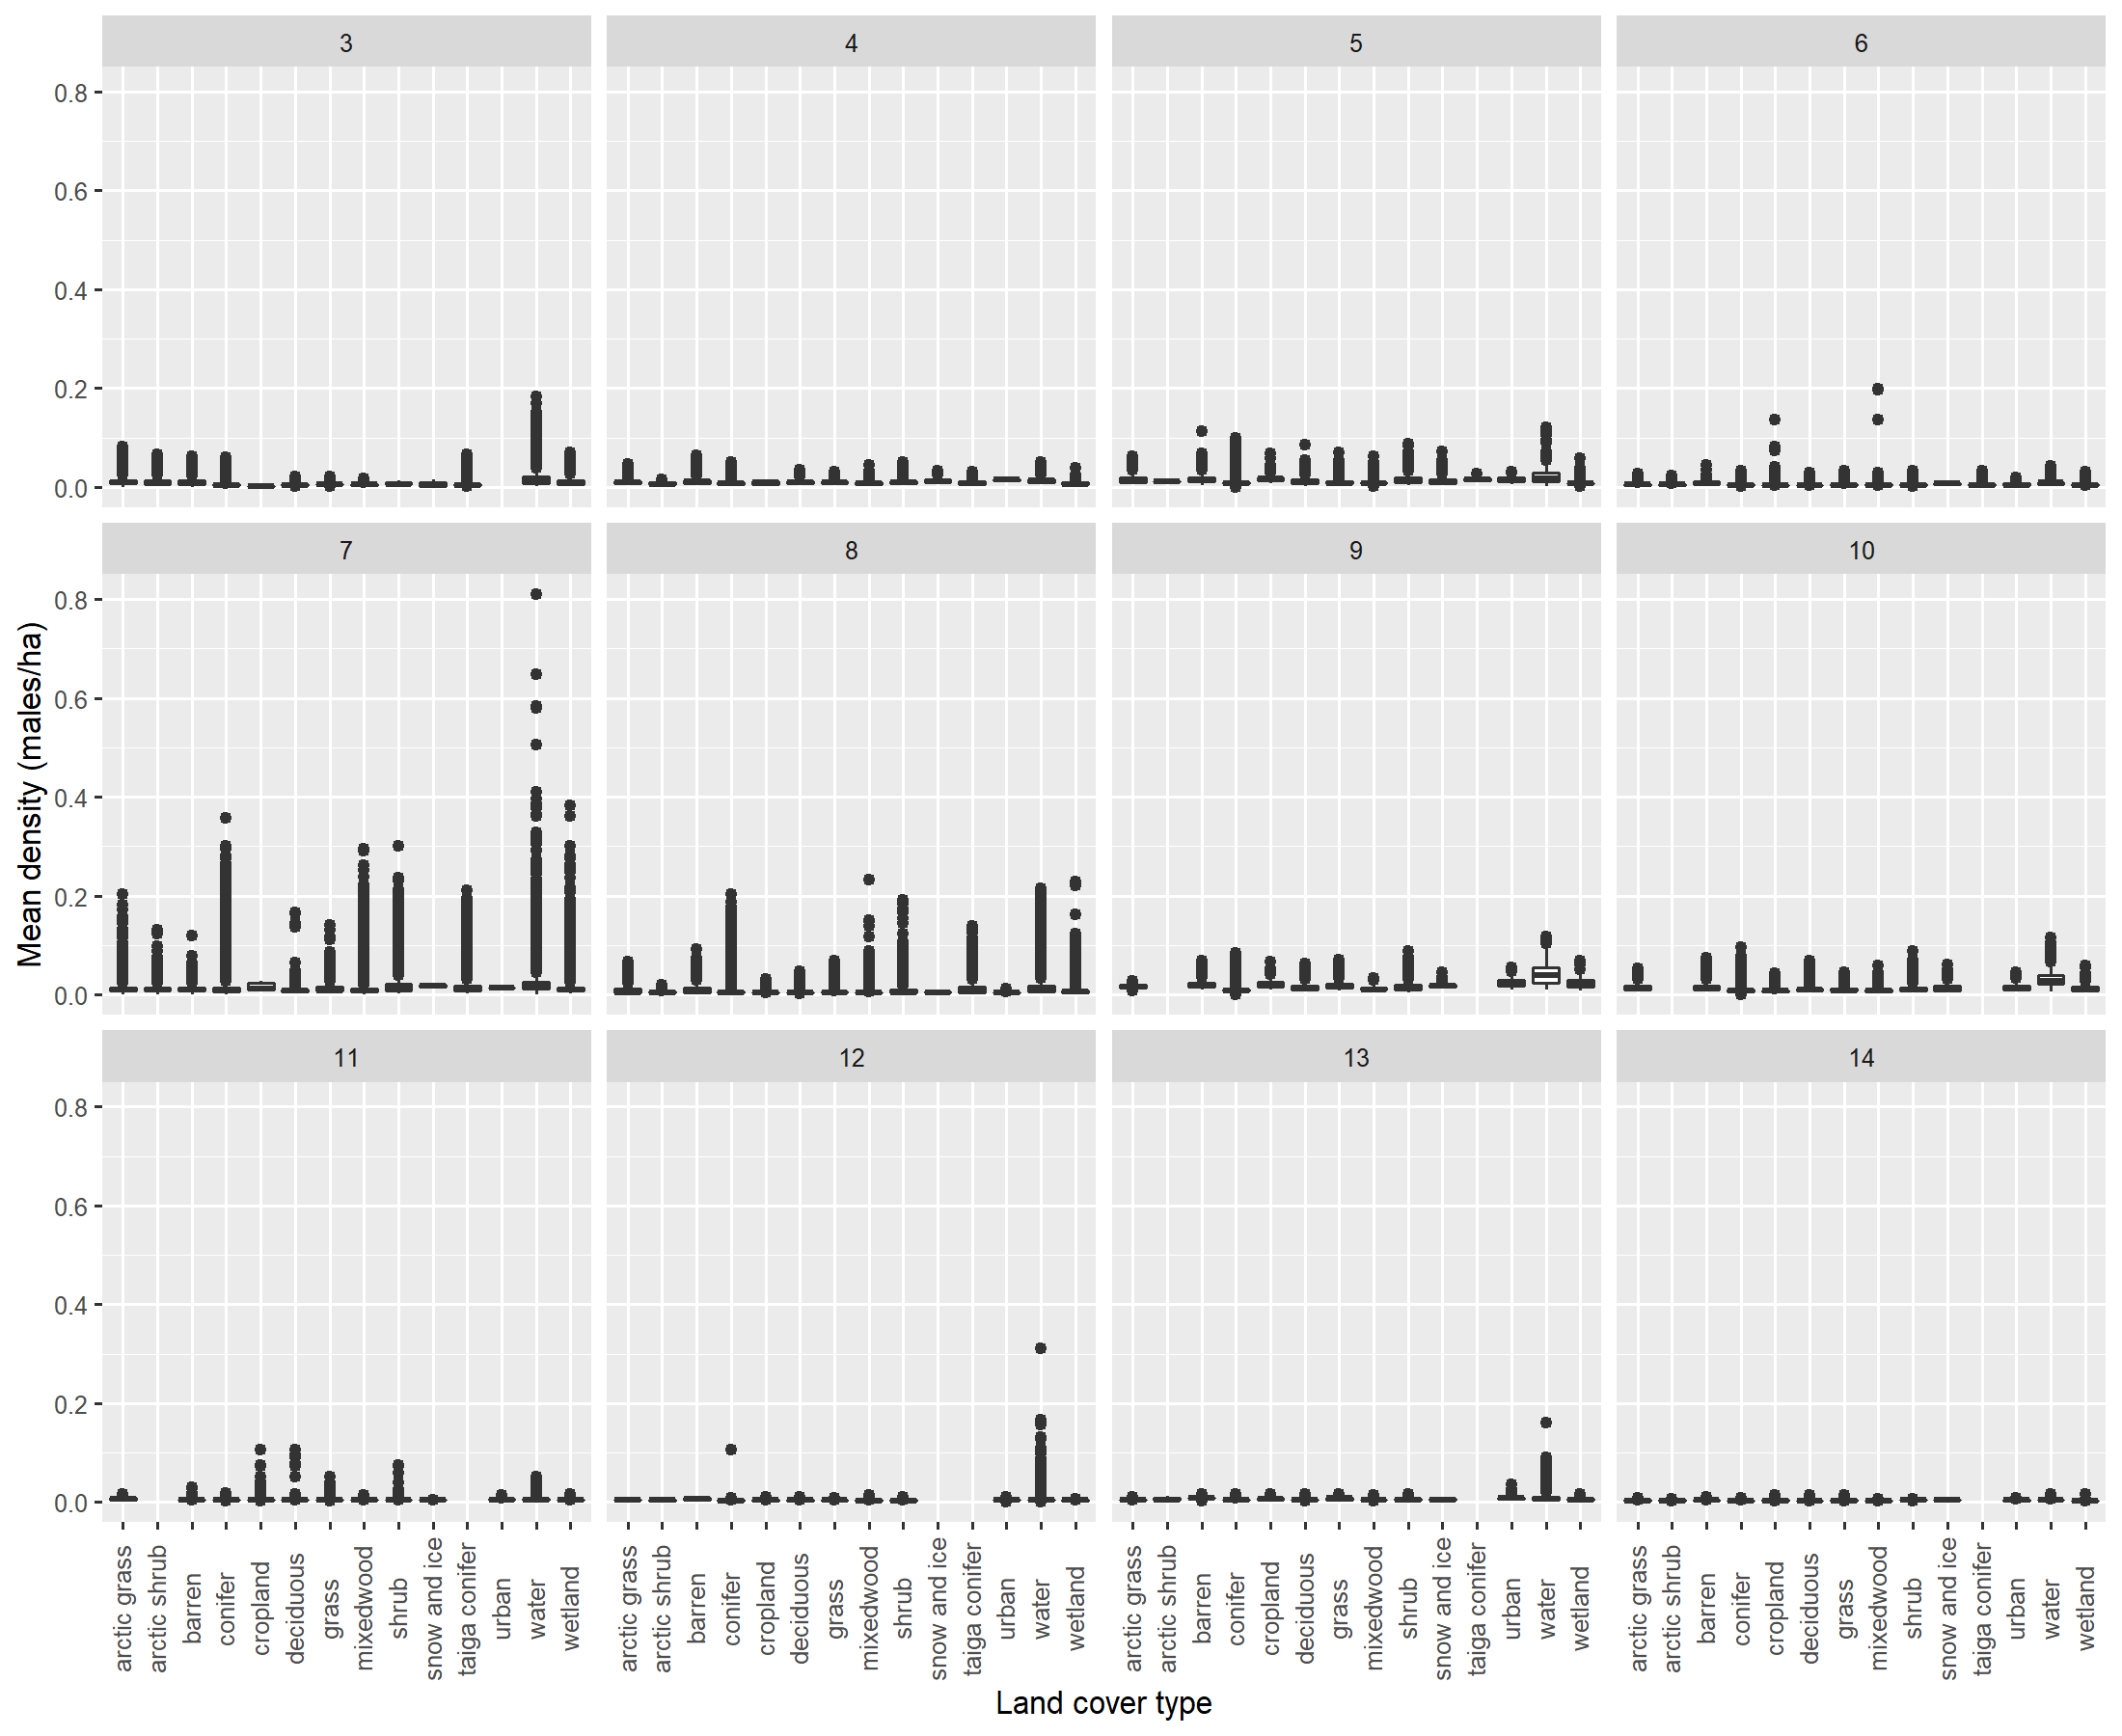 3 4 5 6
0.8
0.6
0.4
0.2
0.0
7 8 9 10
0.8
0.6
0.4
0.2
0.0
11 12 13 14
0.8
0.6
0.4
0.2
0.0
Mean density (males/ha)
arctic grass arctic shrub barren conifer cropland deciduous grass mixedwood shrub snow and ice taiga conifer urban water wetland
arctic grass arctic shrub barren conifer cropland deciduous grass mixedwood shrub snow and ice taiga conifer urban water wetland
arctic grass arctic shrub barren conifer cropland deciduous grass mixedwood shrub snow and ice taiga conifer urban water wetland
arctic grass arctic shrub barren conifer cropland deciduous grass mixedwood shrub snow and ice taiga conifer urban water wetland
Land cover type